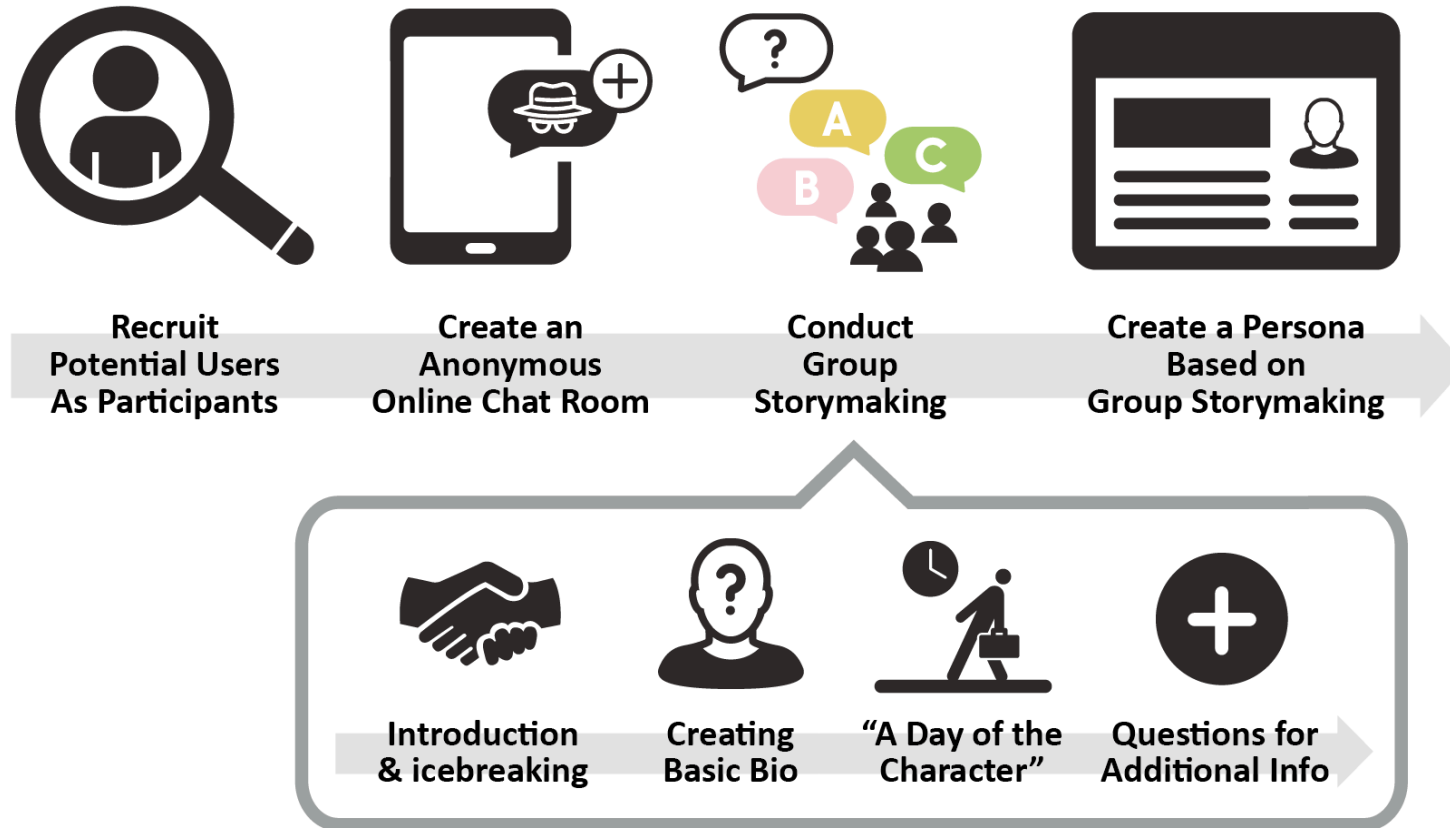 ?
A
B
C
Recruit
Potential Users
As Participants
Create an
Anonymous
Online Chat Room
Conduct
Group
Storymaking
Create a Persona
Based on
Group Storymaking
?
Introduction
& icebreaking
Creating
Basic Bio
“A Day of the
Character”
Questions for
Additional Info